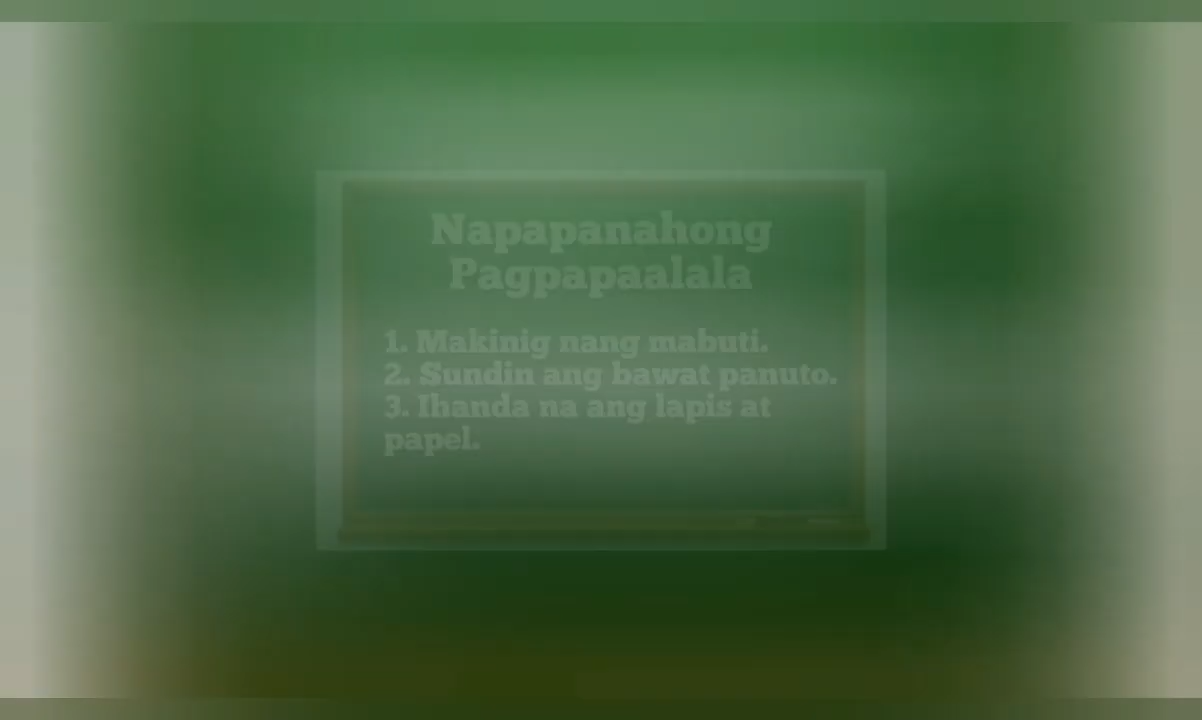 Napapanahong
Pagpapaalala
1. Makinig nang mabuti.
2. Sundin ang bawat panuto.
3. Ihanda na ang lapis at
papel.